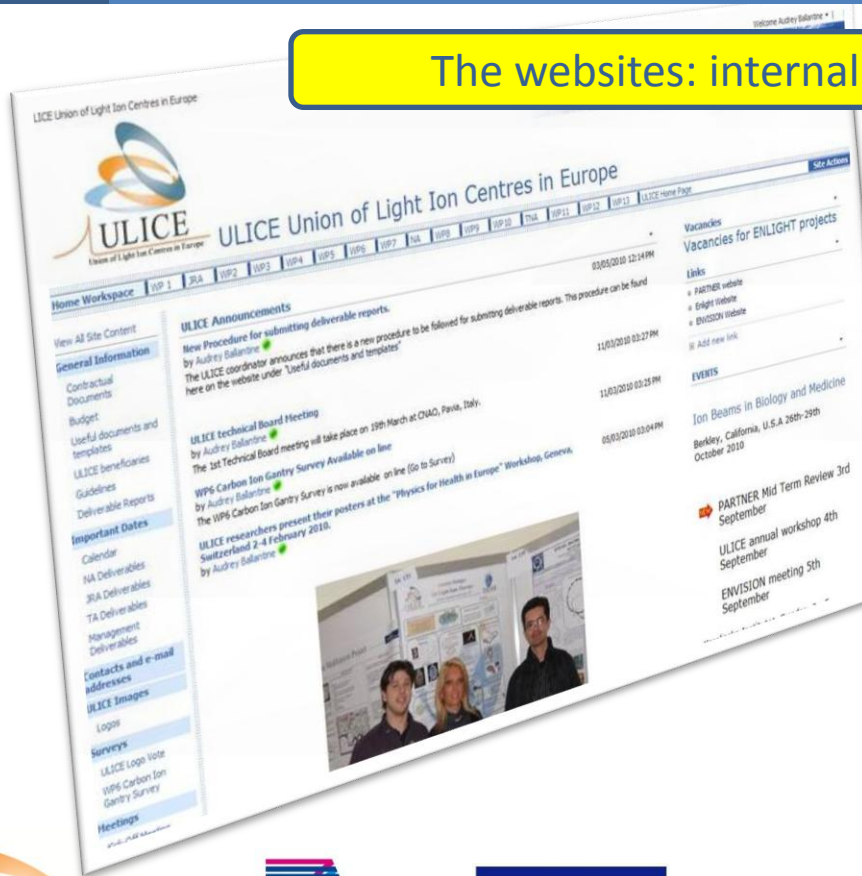 The websites: internal
Welcome Audrey Ballantine
LICE Union of Light Ion Centres in Europe
ULICE
Union of Light Ion Centres in Europe
ULICE Union of Light Ion Centres in Europe
Site Actions
Home Workspace WP 1 JRA WP2 WP3 WP4 WP5 WP6 WP7 NA WP8 WP9 WP10 TNA WP11 WP12 WP13 ULICE Home Page
View All Site Content
General Information
Contractual
Documents
Budget
Useful documents and
templates
ULICE beneficiaries
Guidelines
Deliverable Reports
Important Dates
Calendar
NA Deliverables
JRA Deliverables
TA Deliverables
Management
Deliverables
Contacts and e-mail
addresses
ULICE Images
Logos
Surveys
ULICE Logo Vote
WP6 Carbon Ion
Gantry Survey
Meetings
ULICE Announcements
New Procedure for submitting deliverable reports.
03/05/2010 12:14 PM
by Audrey Ballantine
The ULICE coordinator announces that there is a new procedure to be followed for submitting deliverable reports. This procedure can be found
here on the website under "Useful documents and templates"
ULICE technical Board Meeting
11/03/2010 03:27 PM
by Audrey Ballantine
The 1st Technical Board meeting will take place on 19th March at CNAO, Pavia, Italy.
WP6 Carbon Ion Gantry Survey Available on line
11/03/2010 03:25 PM
by Audrey Ballantine
The WP6 Carbon Ion Gantry Survey is now available on line (Go to Survey)
ULICE researchers present their posters at the "Physics for Health in Europe" Workshop, Geneva,
Switzerland 2-4 February 2010.
05/03/2010 03:04 PM
by Audrey Ballantine
Vacancies
Vacancies for ENLIGHT projects
Links
PARTNER website
Enlight Website
ENVISION Website
Add new link
EVENTS
Ion Beams in Biology and Medicine
Berkley, California, U.S.A 26th-29th
October 2010
PARTNER Mid Term Review 3rd
September
ULICE annual workshop 4th
September
ENVISION meeting 5th
September